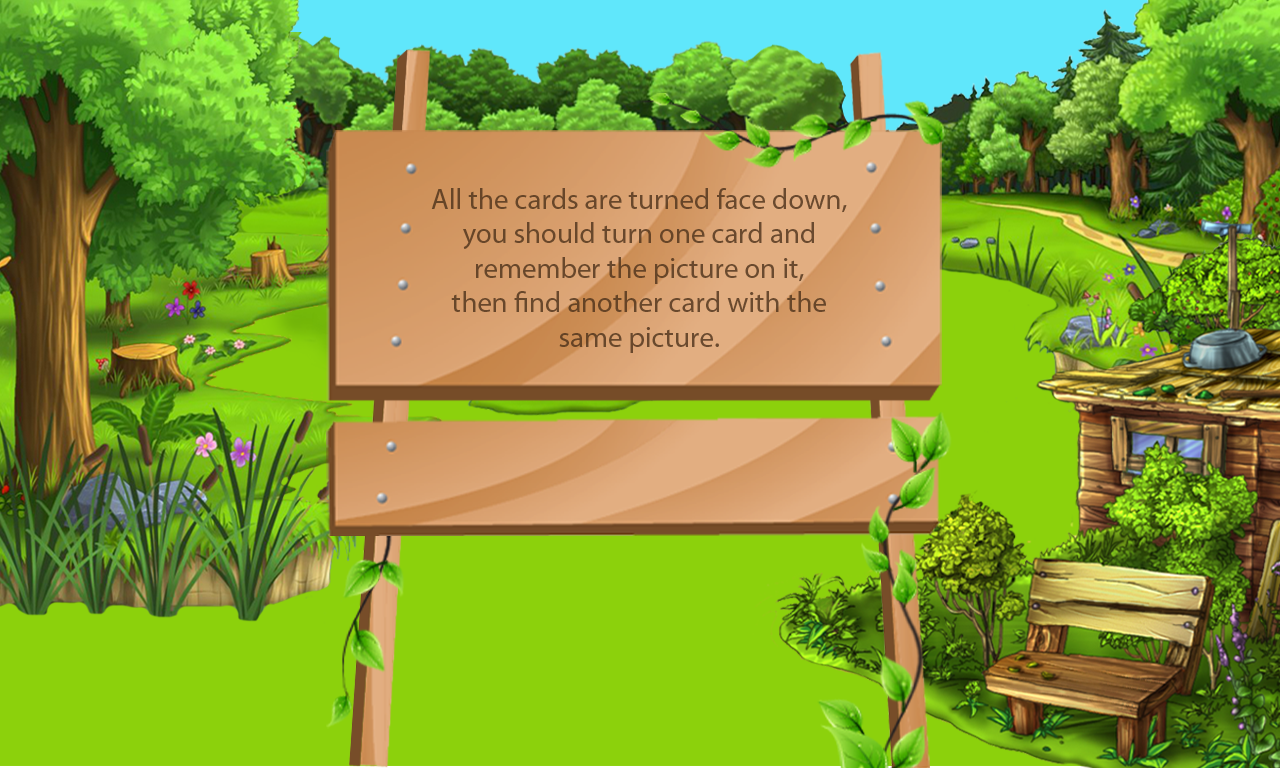 All the cards are turned face down,
you should turn one card and
remember the picture on it,
then find another card with the
same picture.